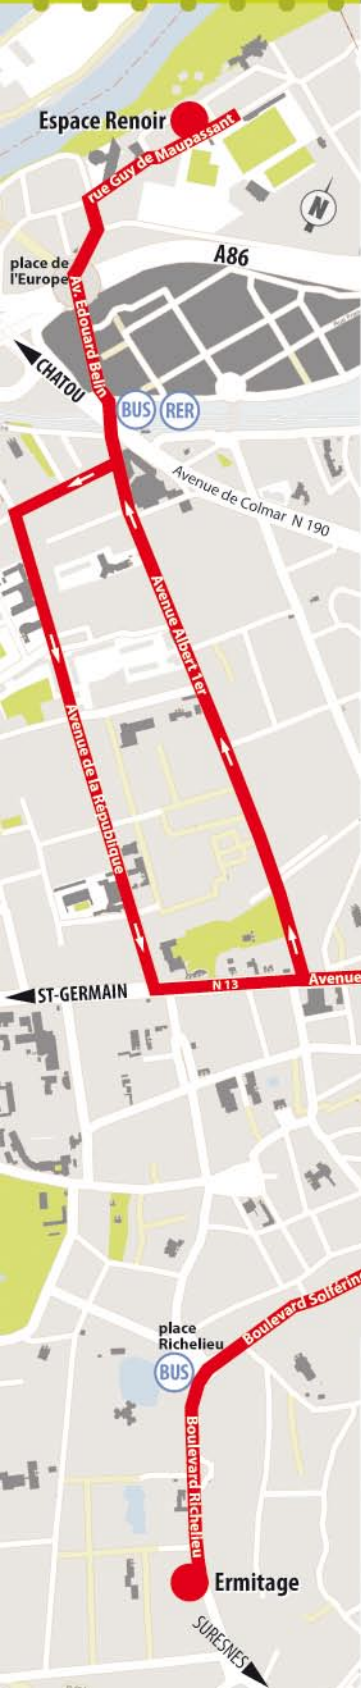 Espace Renoir
rue Guy de Maupassant
N
A86
place de
l'Europe
Av. Edouard Belin
CHATOU
BUS RER
Avenue de Colmar N 190
Avenue Albert 1er
Avenue de la République
ST-GERMAIN
N 13
Avenue
Boulevard Solférin
place
Richelieu
BUS
Boulevard Richelieu
Ermitage
SURESNES